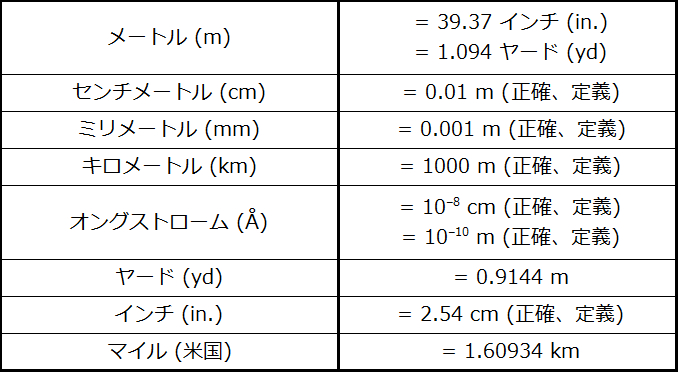 メートル (m)
= 39.37 インチ (in.)
= 1.094 ヤード (yd)
センチメートル (cm)
= 0.01 m (正確、定義)
ミリメートル (mm)
= 0.001 m (正確、定義)
キロメートル (km)
= 1000 m (正確、定義)
オングストローム (Å)
= 10⁻⁸ cm (正確、定義)
= 10⁻¹⁰ m (正確、定義)
ヤード (yd)
= 0.9144 m
インチ (in.)
= 2.54 cm (正確、定義)
マイル (米国)
= 1.60934 km